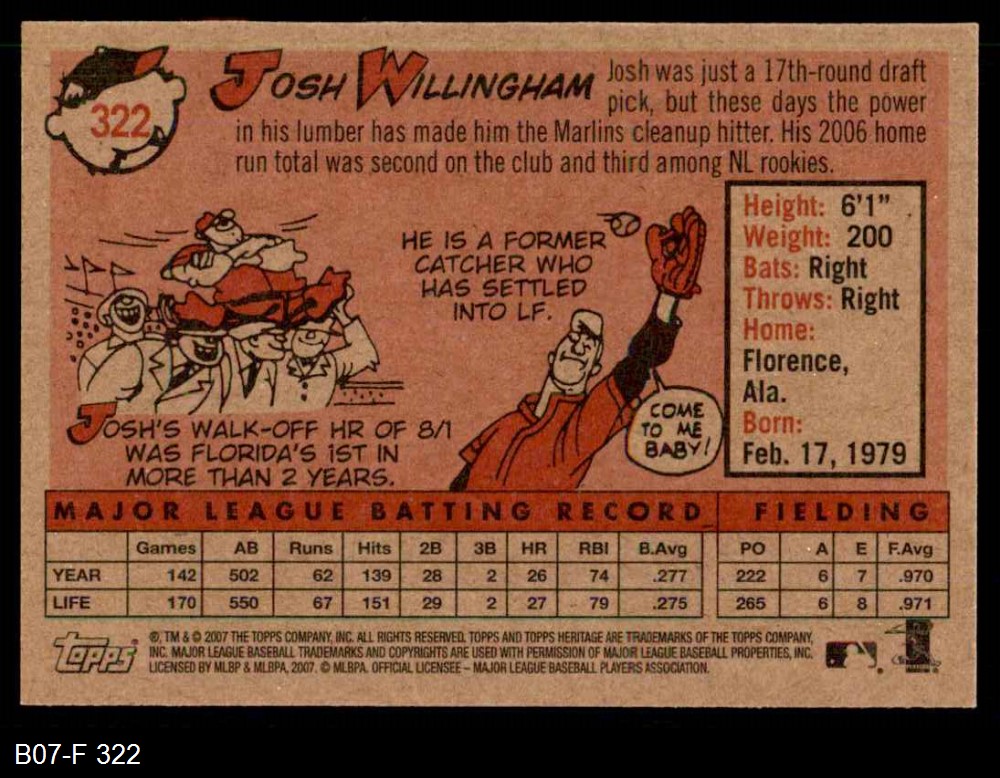 322
JOSH WILLINGHAM
Josh was just a 17th-round draft
pick, but these days the power
in his lumber has made him the Marlins cleanup hitter. His 2006 home
run total was second on the club and third among NL rookies.
HE IS A FORMER
CATCHER WHO
HAS SETTLED
INTO LF.
COME
TO ME
BABY!
JOSH'S WALK-OFF HR OF 8/1
WAS FLORIDA'S 1ST IN
MORE THAN 2 YEARS.
Height: 6'1"
Weight: 200
Bats: Right
Throws: Right
Home:
Florence,
Ala.
Born:
Feb. 17, 1979
MAJOR LEAGUE BATTING RECORD FIELDING
Games AB Runs Hits 2B 3B HR RBI B.Avg PO A E F.Avg
YEAR 142 502 62 139 28 2 26 74 .277 222 6 7 .970
LIFE 170 550 67 151 29 2 27 79 .275 265 6 8 .971
Topps
®, TM & © 2007 THE TOPPS COMPANY, INC. ALL RIGHTS RESERVED. TOPPS AND TOPPS HERITAGE ARE TRADEMARKS OF THE TOPPS COMPANY,
INC. MAJOR LEAGUE BASEBALL TRADEMARKS AND COPYRIGHTS ARE USED WITH PERMISSION OF MAJOR LEAGUE BASEBALL PROPERTIES, INC.
LICENSED BY MLBP & MLBPA, 2007. © MLBPA. OFFICIAL LICENSEE – MAJOR LEAGUE BASEBALL PLAYERS ASSOCIATION.
B07-F 322